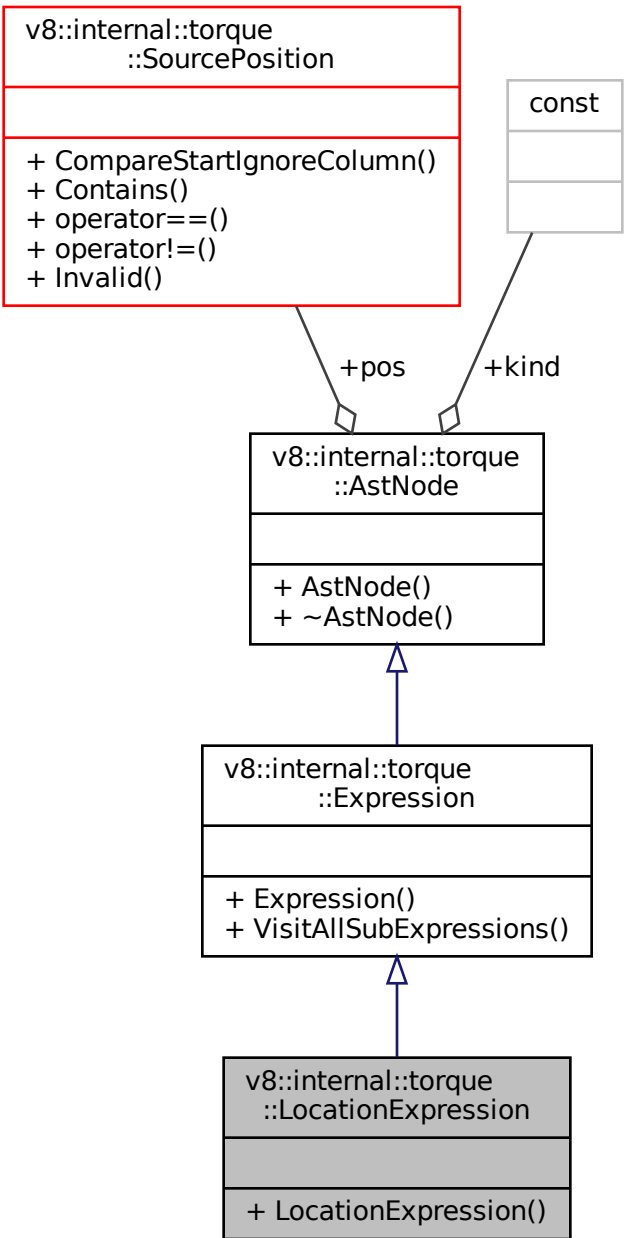 v8::internal::torque
::SourcePosition
+ CompareStartIgnoreColumn()
+ Contains()
+ operator==()
+ operator!=()
+ Invalid()
const
+pos
+kind
v8::internal::torque
::AstNode
+ AstNode()
+ ~AstNode()
v8::internal::torque
::Expression
+ Expression()
+ VisitAllSubExpressions()
v8::internal::torque
::LocationExpression
+ LocationExpression()